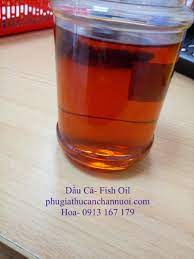 Dầu Cá- Fish Oil
phugiathucanchannuoi.com
Hoa- 0913 167 179